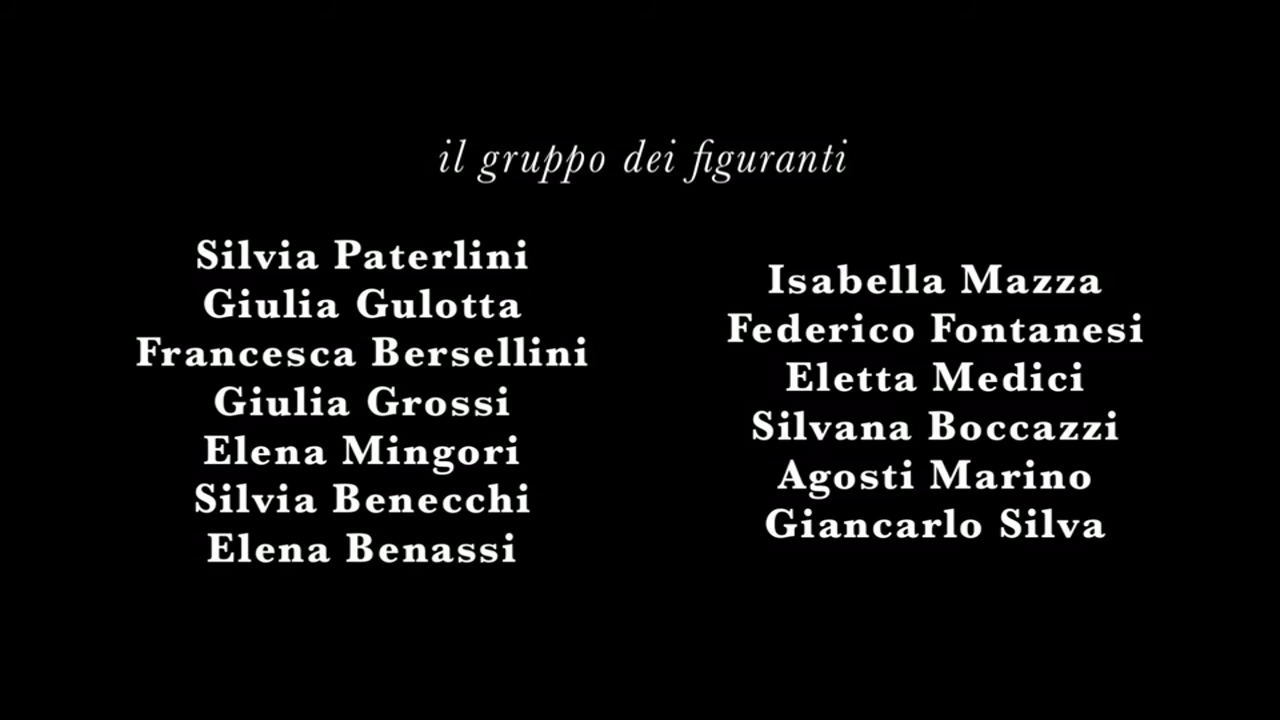 il gruppo dei figuranti
Silvia Paterlini
Giulia Gulotta
Francesca Bersellini
Giulia Grossi
Elena Mingori
Silvia Benecchi
Elena Benassi
Isabella Mazza
Federico Fontanesi
Eletta Medici
Silvana Boccazzi
Agosti Marino
Giancarlo Silva